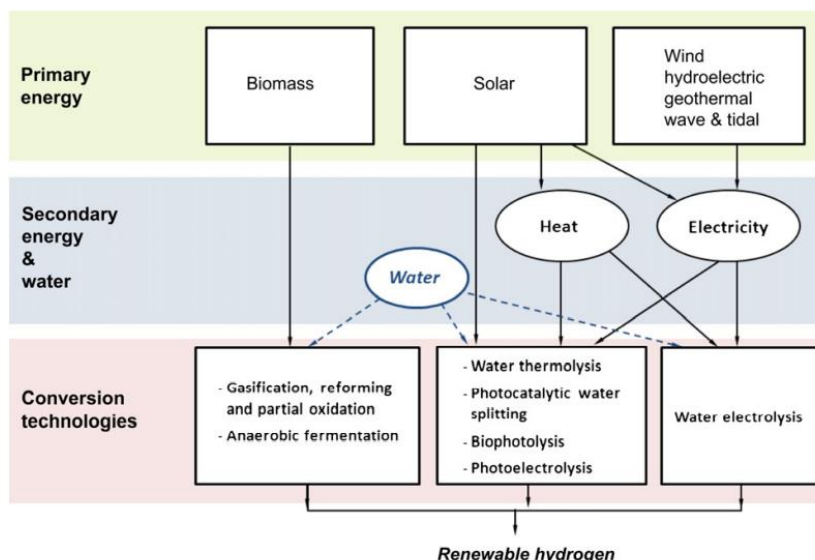 Primary
energy
Biomass
Solar
Wind
hydroelectric
geothermal
wave & tidal
Secondary
energy
&
water
Heat
Electricity
Water
Conversion
technologies
- Gasification, reforming
and partial oxidation
- Anaerobic fermentation
- Water thermolysis
- Photocatalytic water
splitting
- Biophotolysis
- Photoelectrolysis
Water electrolysis
Renewable hydrogen